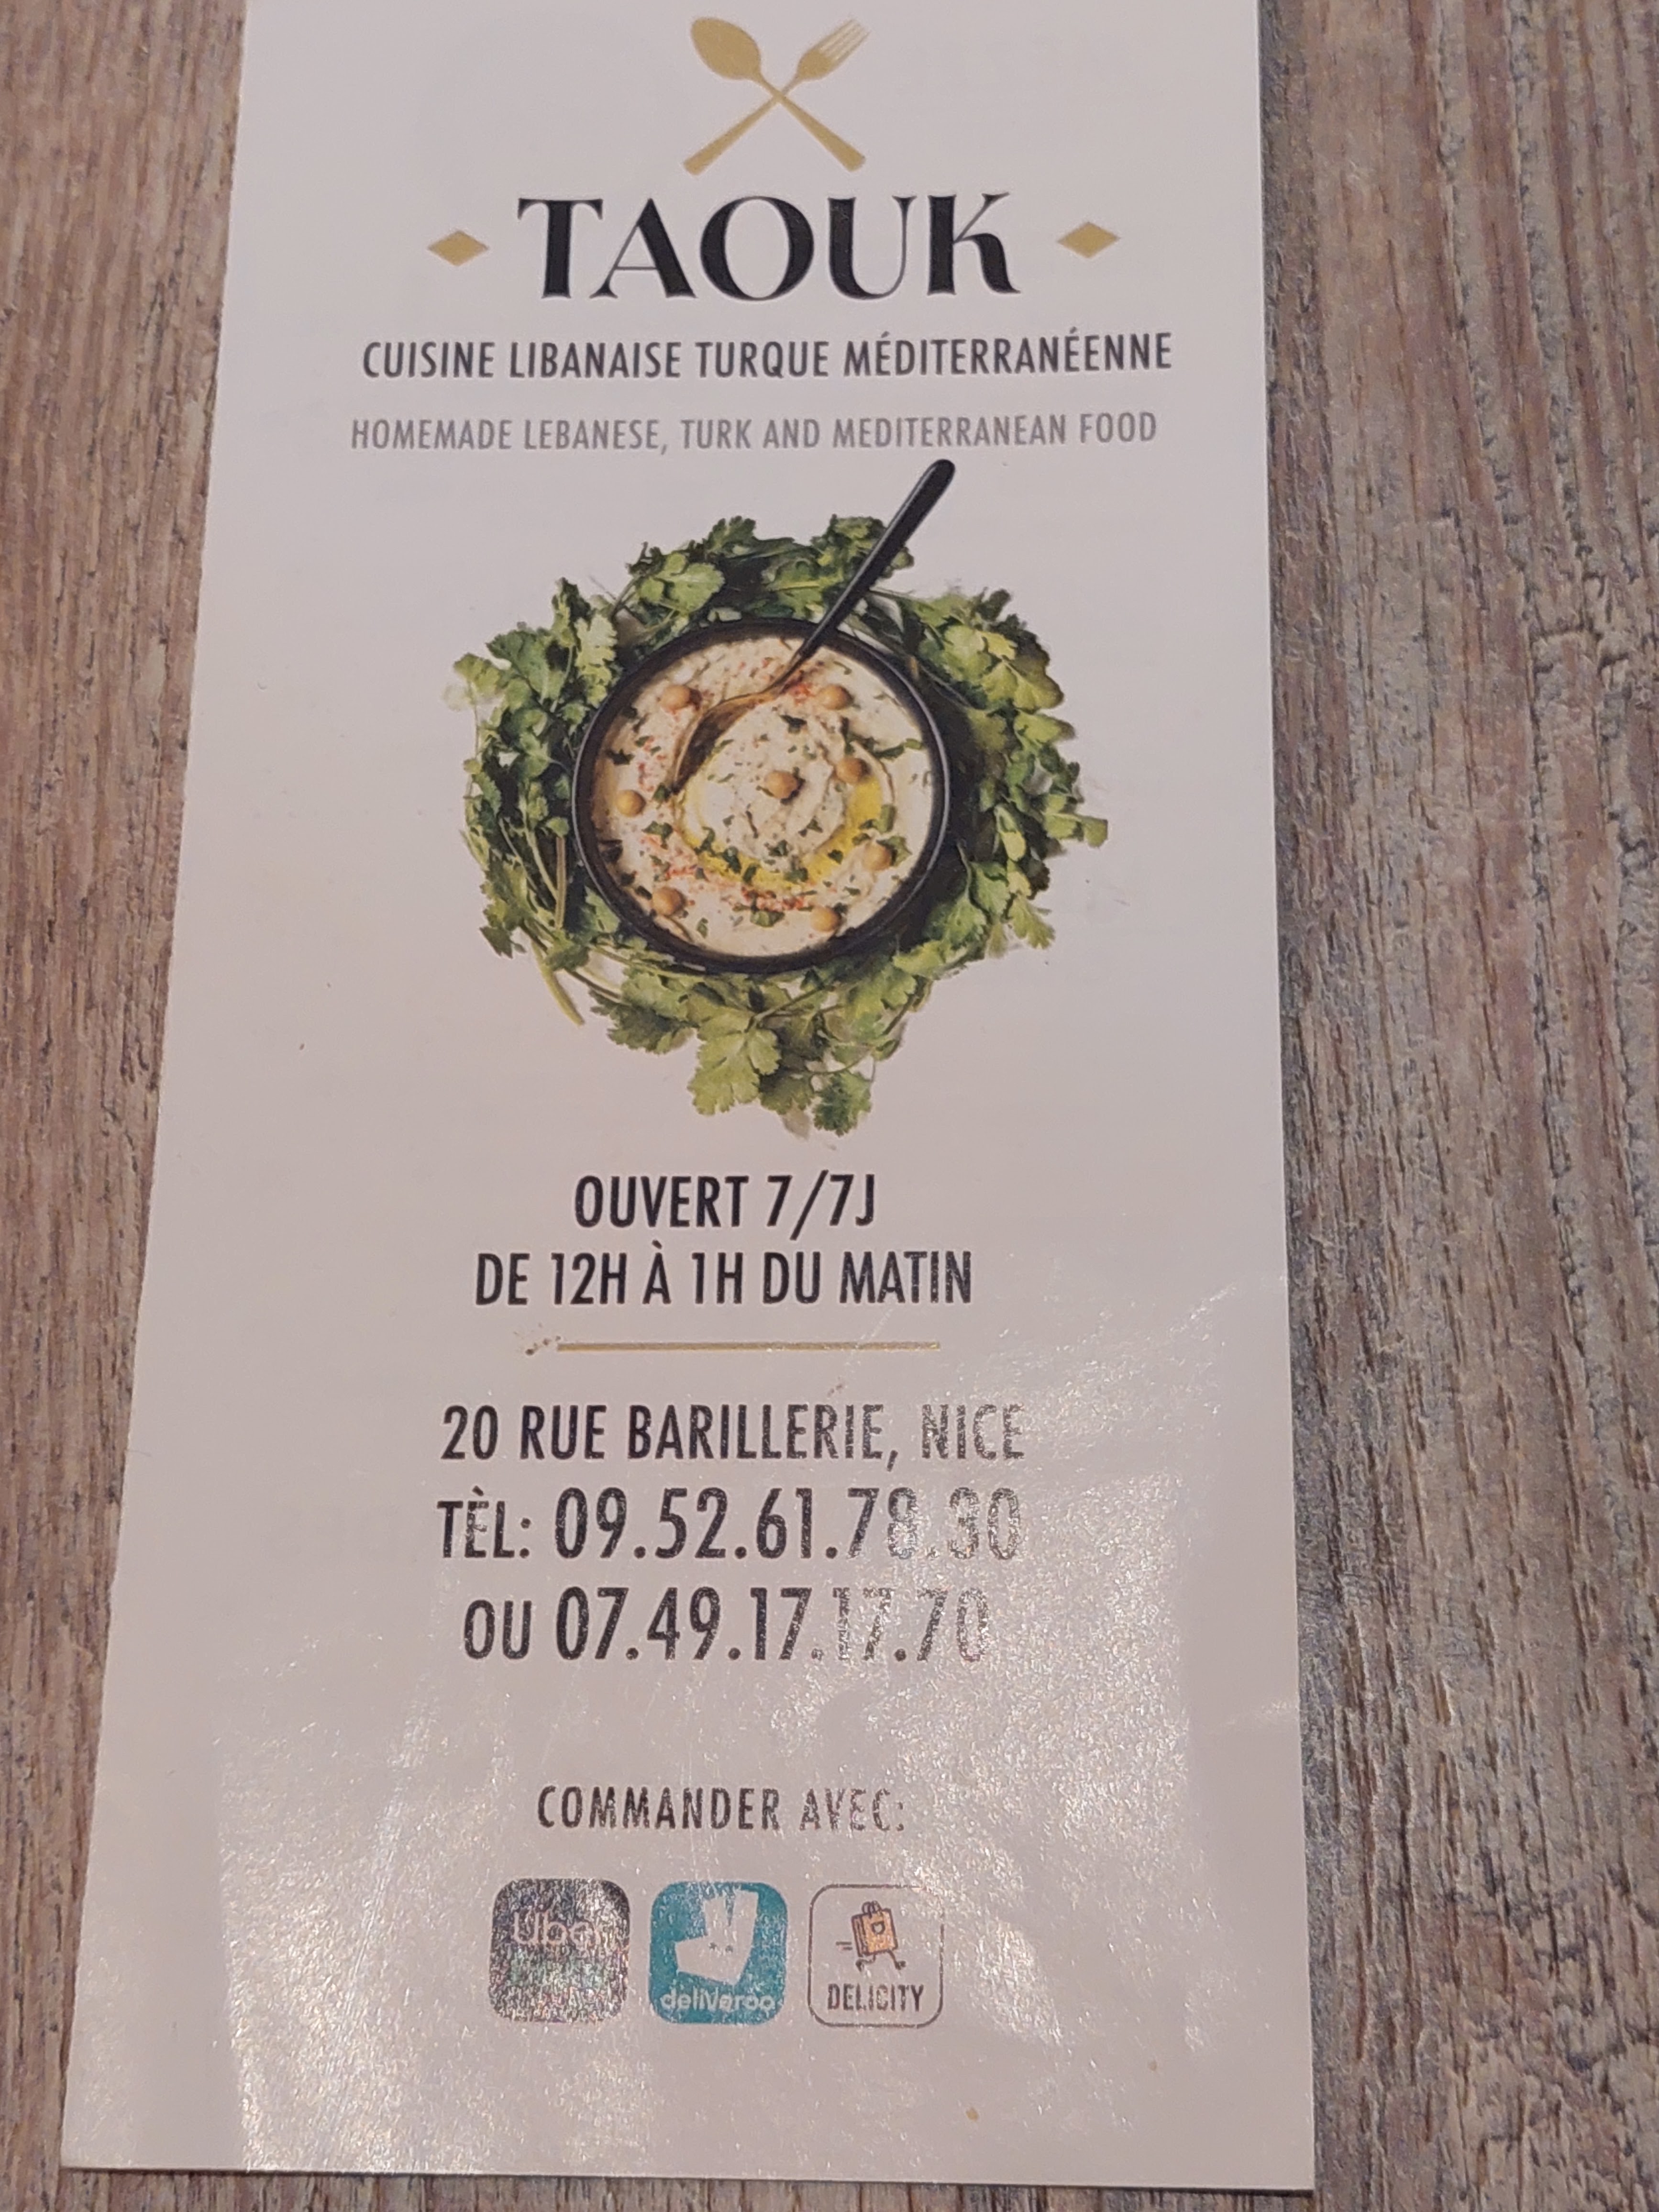 TAOUK
CUISINE LIBANAISE TURQUE MÉDITERRANÉENNE
HOMEMADE LEBANESE, TURK AND MEDITERRANEAN FOOD
OUVERT 7/7J
DE 12H À 1H DU MATIN
20 RUE BARILLERIE, NICE
TÈL: 09.52.61.78.30
OU 07.49.17.17.70
COMMANDER AVEC:
Uber
deliveroo
DELICITY